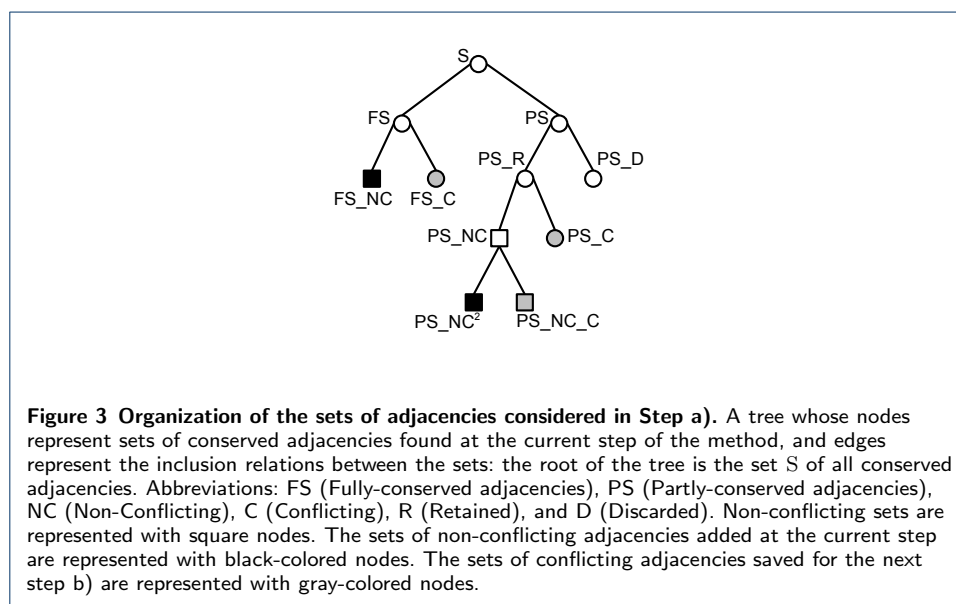 S
FS
PS
PS_R
PS_D
FS_NC
FS_C
PS_NC
PS_C
PS_NC²
PS_NC_C
Figure 3 Organization of the sets of adjacencies considered in Step a). A tree whose nodes
represent sets of conserved adjacencies found at the current step of the method, and edges
represent the inclusion relations between the sets: the root of the tree is the set S of all conserved
adjacencies. Abbreviations: FS (Fully-conserved adjacencies), PS (Partly-conserved adjacencies),
NC (Non-Conflicting), C (Conflicting), R (Retained), and D (Discarded). Non-conflicting sets are
represented with square nodes. The sets of non-conflicting adjacencies added at the current step
are represented with black-colored nodes. The sets of conflicting adjacencies saved for the next
step b) are represented with gray-colored nodes.